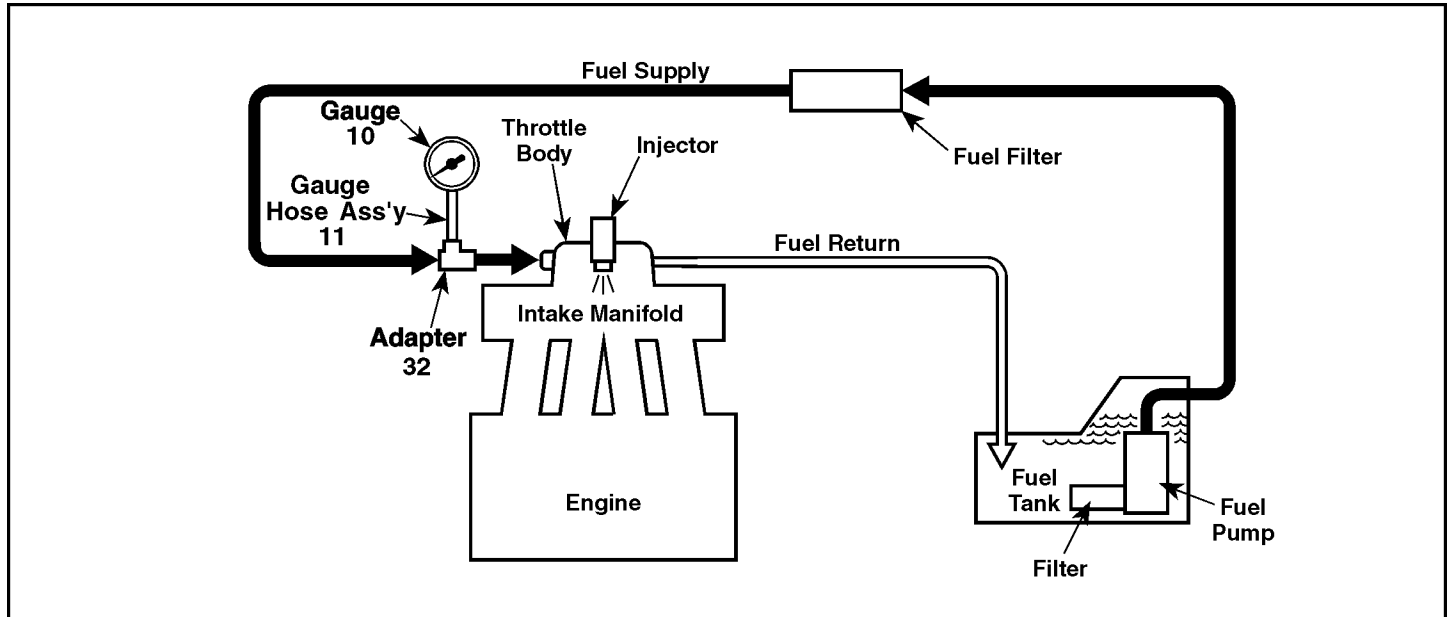 Fuel Supply
Gauge
10
Throttle
Body
Injector
Fuel Filter
Gauge
Hose Ass'y
11
Fuel Return
Intake Manifold
Adapter
32
Engine
Fuel
Tank
Fuel
Pump
Filter